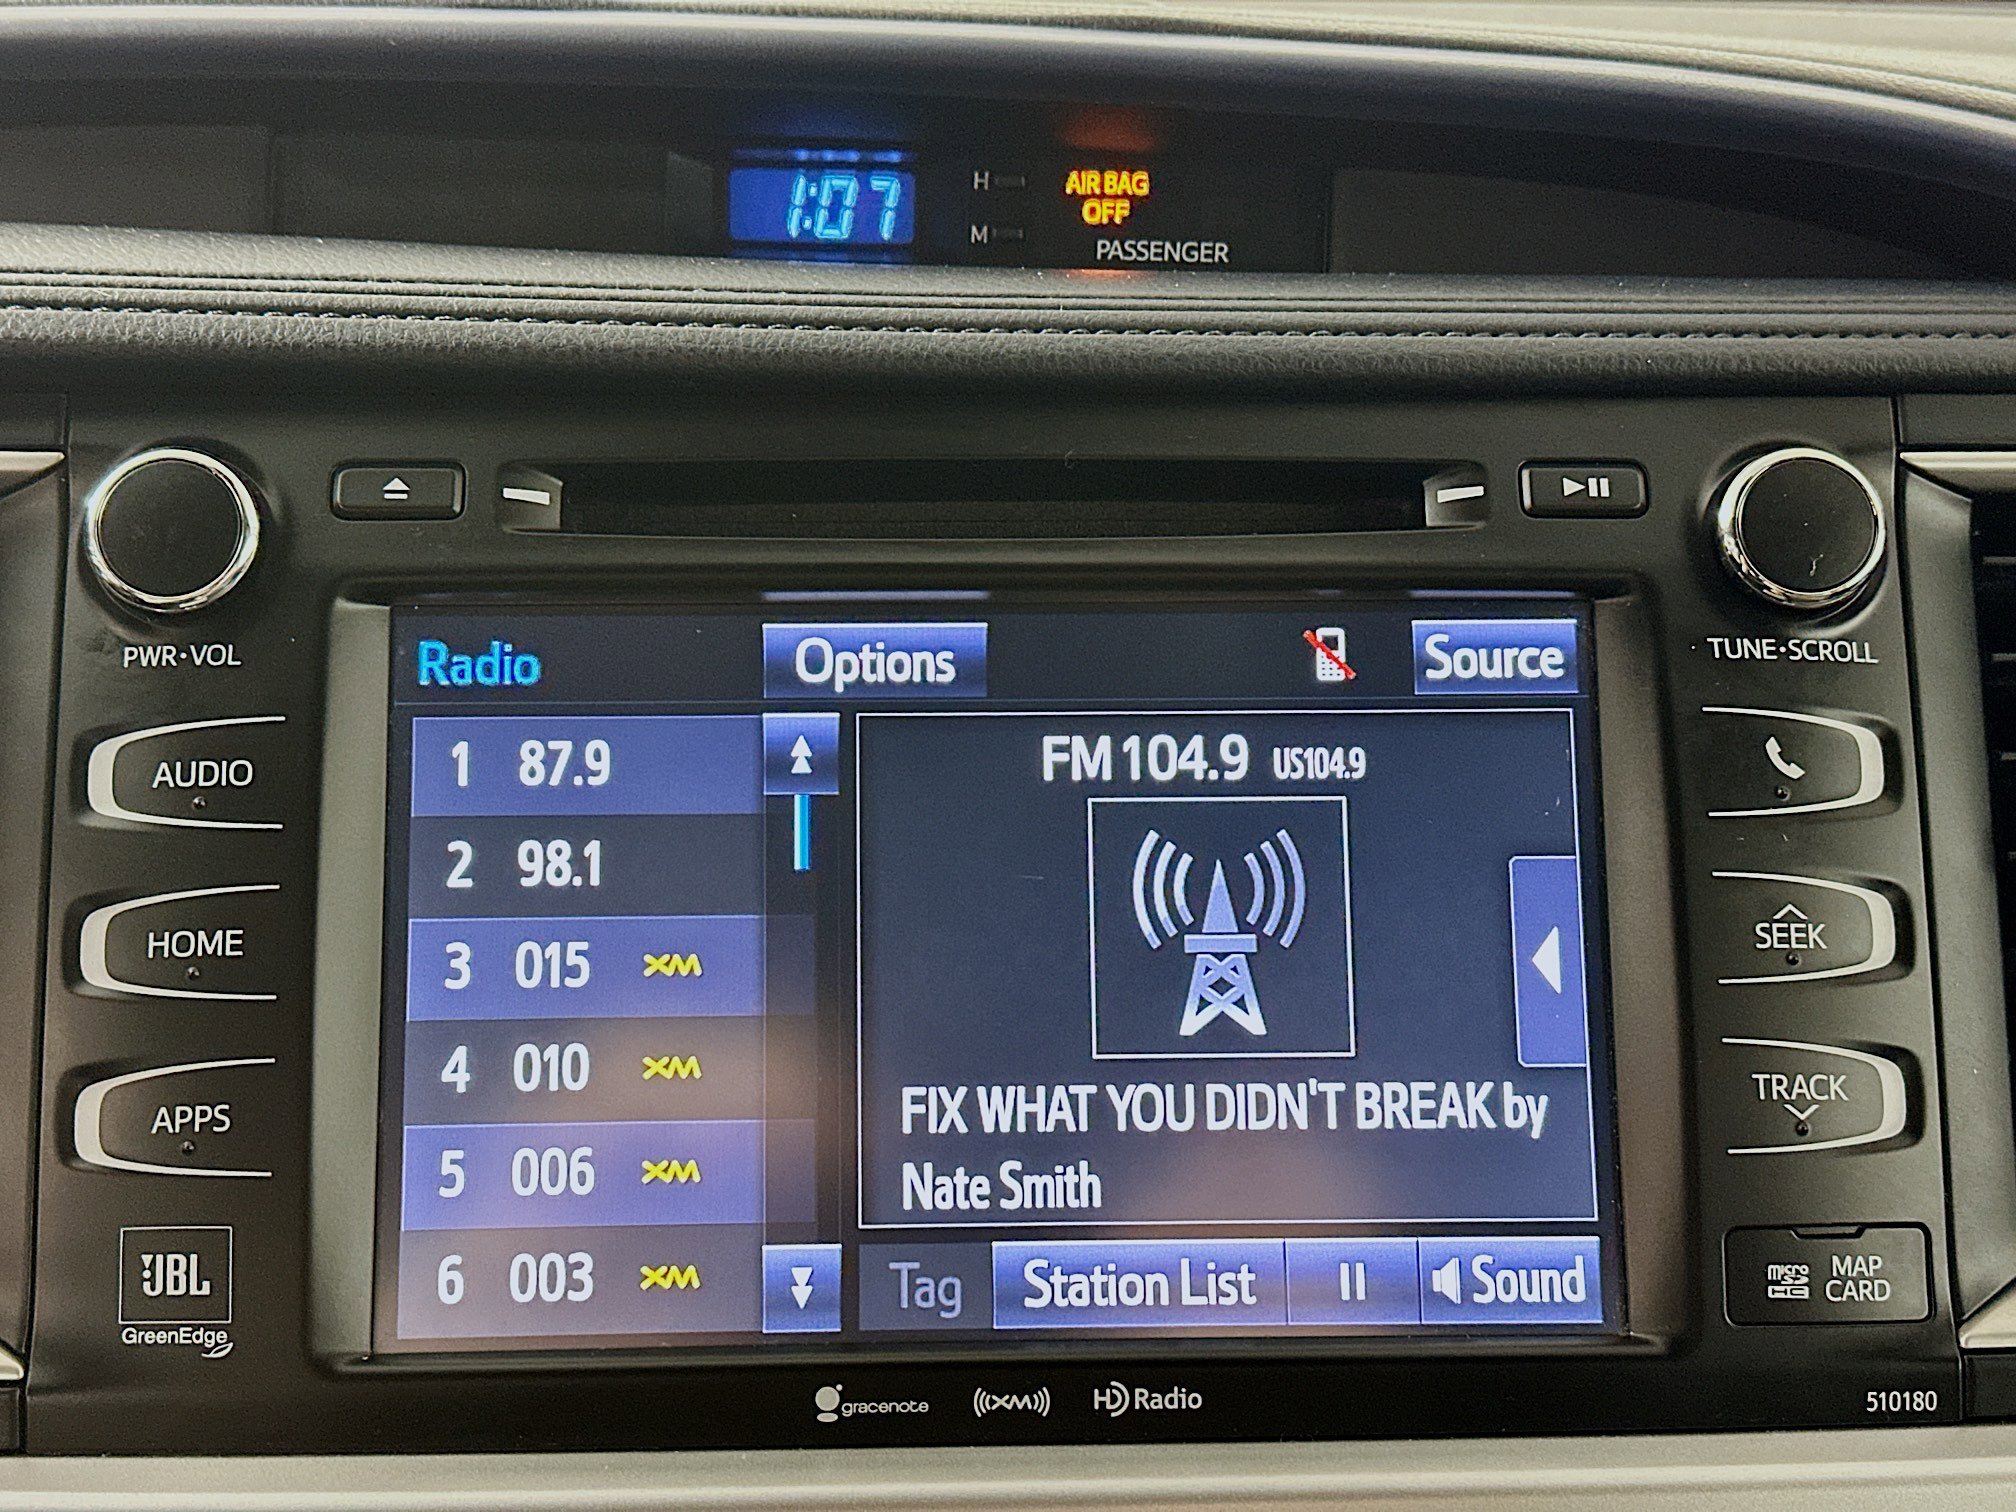 1:07
H
M
AIR BAG
OFF
PASSENGER
PWR•VOL
TUNE•SCROLL
AUDIO
HOME
APPS
JBL
GreenEdge
Radio
Options
Source
1 87.9
2 98.1
3 015 XM
4 010 XM
5 006 XM
6 003 XM
FM 104.9 US104.9
FIX WHAT YOU DIDN'T BREAK by
Nate Smith
Tag
Station List
Sound
SEEK
TRACK
micro
SD
HC
MAP
CARD
gracenote
((XM))
HD Radio
510180